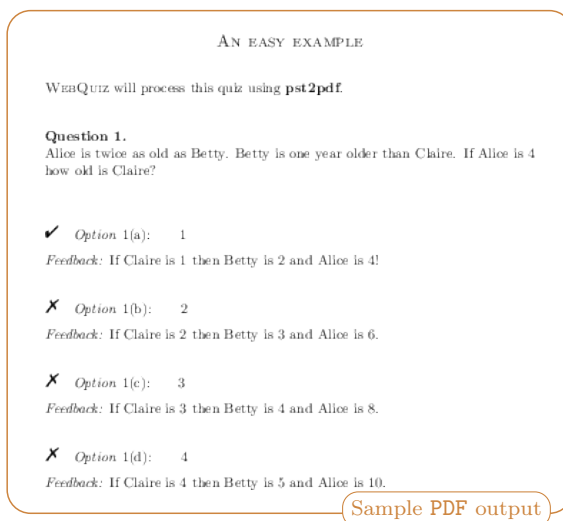 AN EASY EXAMPLE
WEBQUIZ will process this quiz using pst2pdf.
Question 1.
Alice is twice as old as Betty. Betty is one year older than Claire. If Alice is 4
how old is Claire?
✔ Option 1(a): 1
Feedback: If Claire is 1 then Betty is 2 and Alice is 4!
✗ Option 1(b): 2
Feedback: If Claire is 2 then Betty is 3 and Alice is 6.
✗ Option 1(c): 3
Feedback: If Claire is 3 then Betty is 4 and Alice is 8.
✗ Option 1(d): 4
Feedback: If Claire is 4 then Betty is 5 and Alice is 10.
Sample PDF output